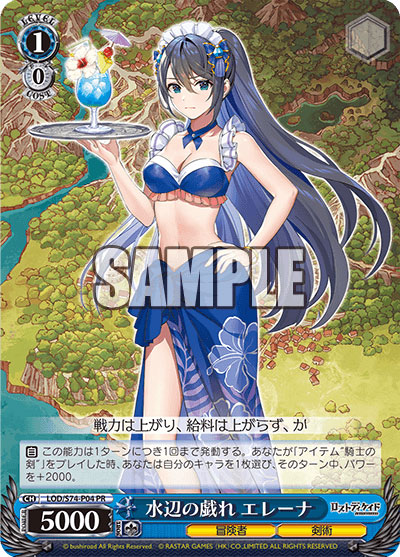 LEVEL
1
0
COST
SAMPLE
戦力は上がり、給料は上がらず、が
自 この能力は1ターンにつき1回まで発動する。あなたが「アイテム“騎士の
剣”」をプレイした時、あなたは自分のキャラを1枚選び、そのターン中、パワー
を+2000。
CH LOD/S74-P04 PR
5000
水辺の戯れ エレーナ
冒険者
剣術
ロストディケイド
© bushiroad All Rights Reserved. © RASTAR GAMES (HK) CO.,LIMITED ALL RIGHTS RESERVED.